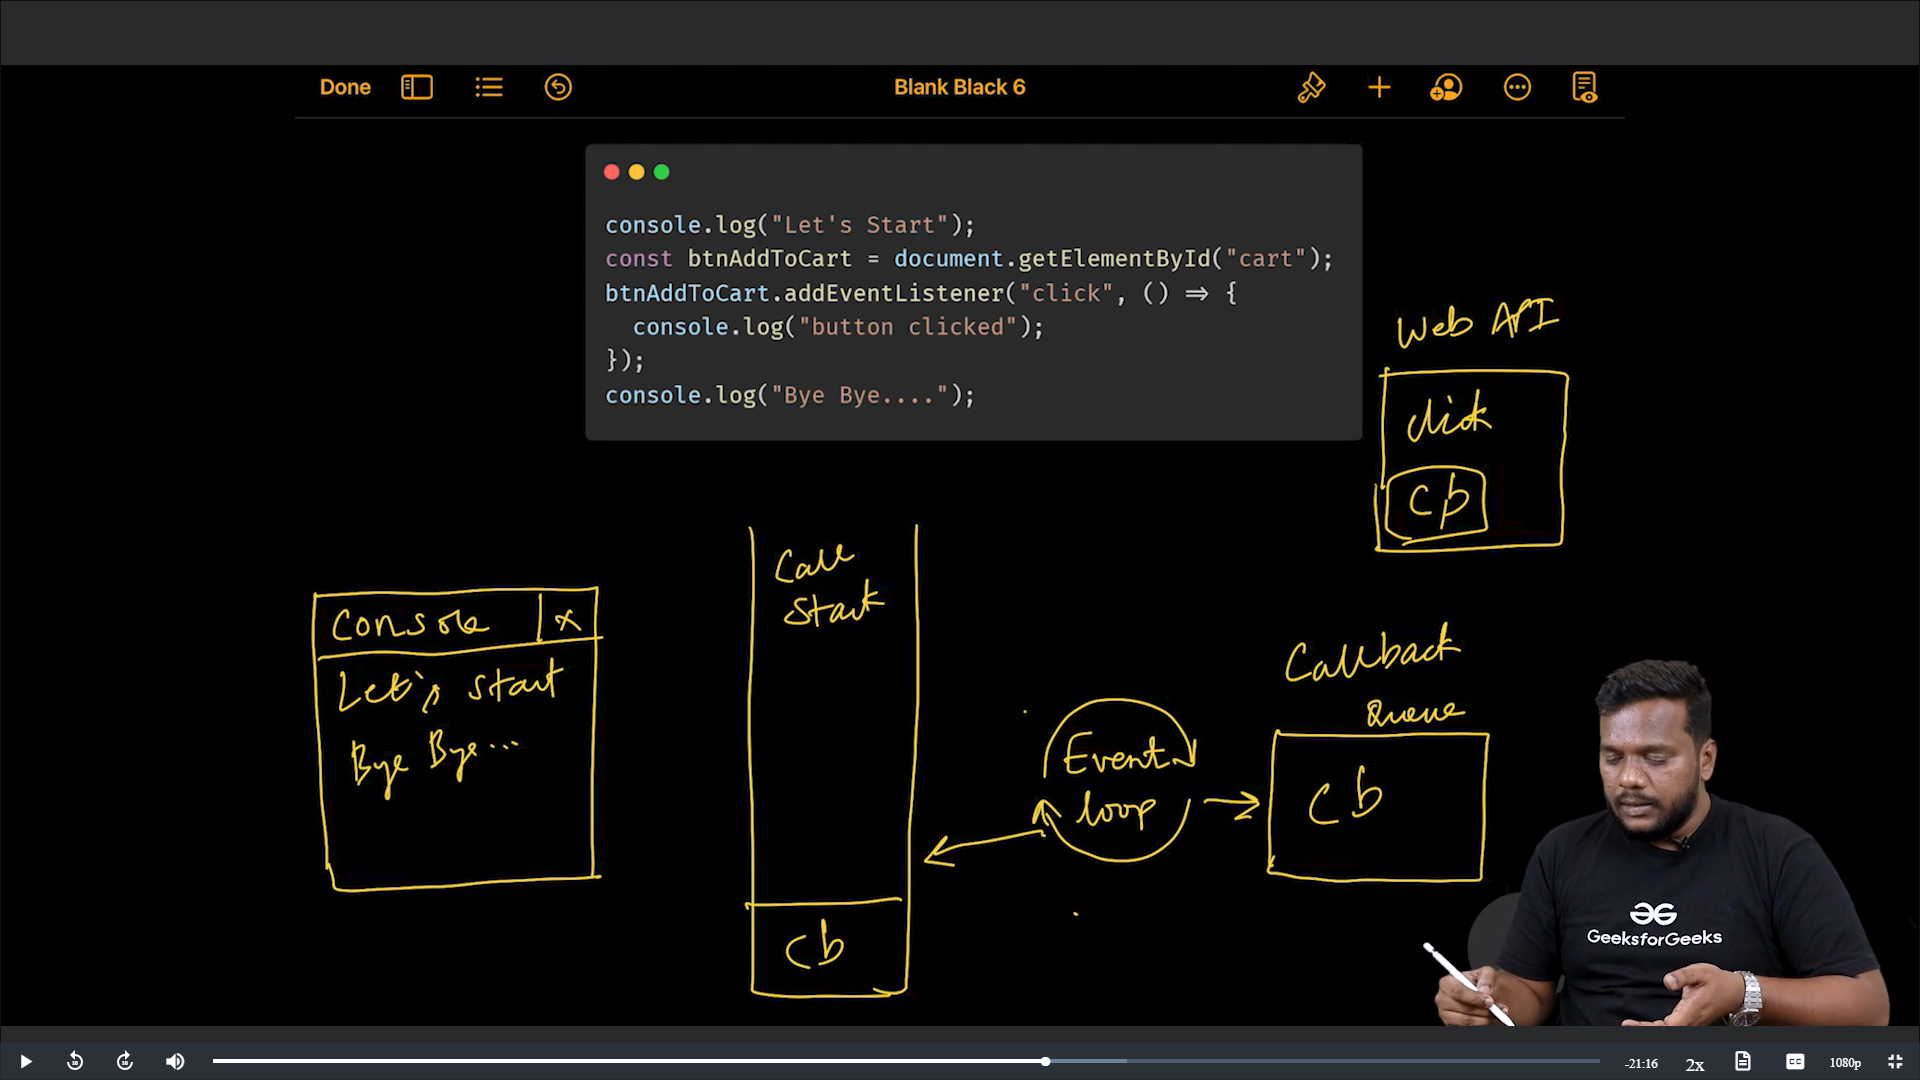 Done
Blank Black 6
console.log("Let's Start");
const btnAddToCart = document.getElementById("cart");
btnAddToCart.addEventListener("click", () => {
console.log("button clicked");
});
console.log("Bye Bye....");
Web API
click
cb
Call
Stack
Console x
Let's start
Bye Bye...
Callback
Queue
Event
loop
cb
cb
GeeksforGeeks
-21:16
2x
CC
1080p